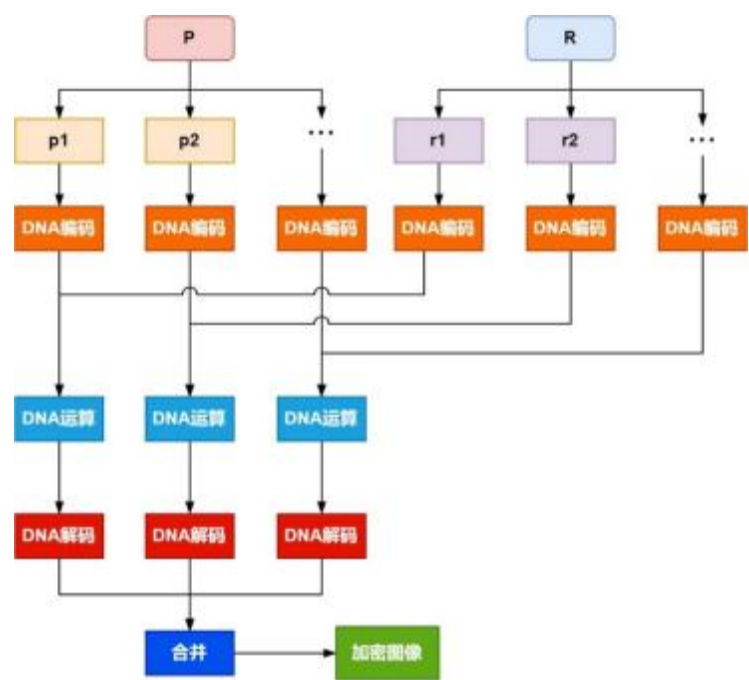 P R
p1 p2 ... r1 r2 ...
DNA编码 DNA编码 DNA编码 DNA编码 DNA编码 DNA编码
DNA运算 DNA运算 DNA运算
DNA解码 DNA解码 DNA解码
合并 加密图像